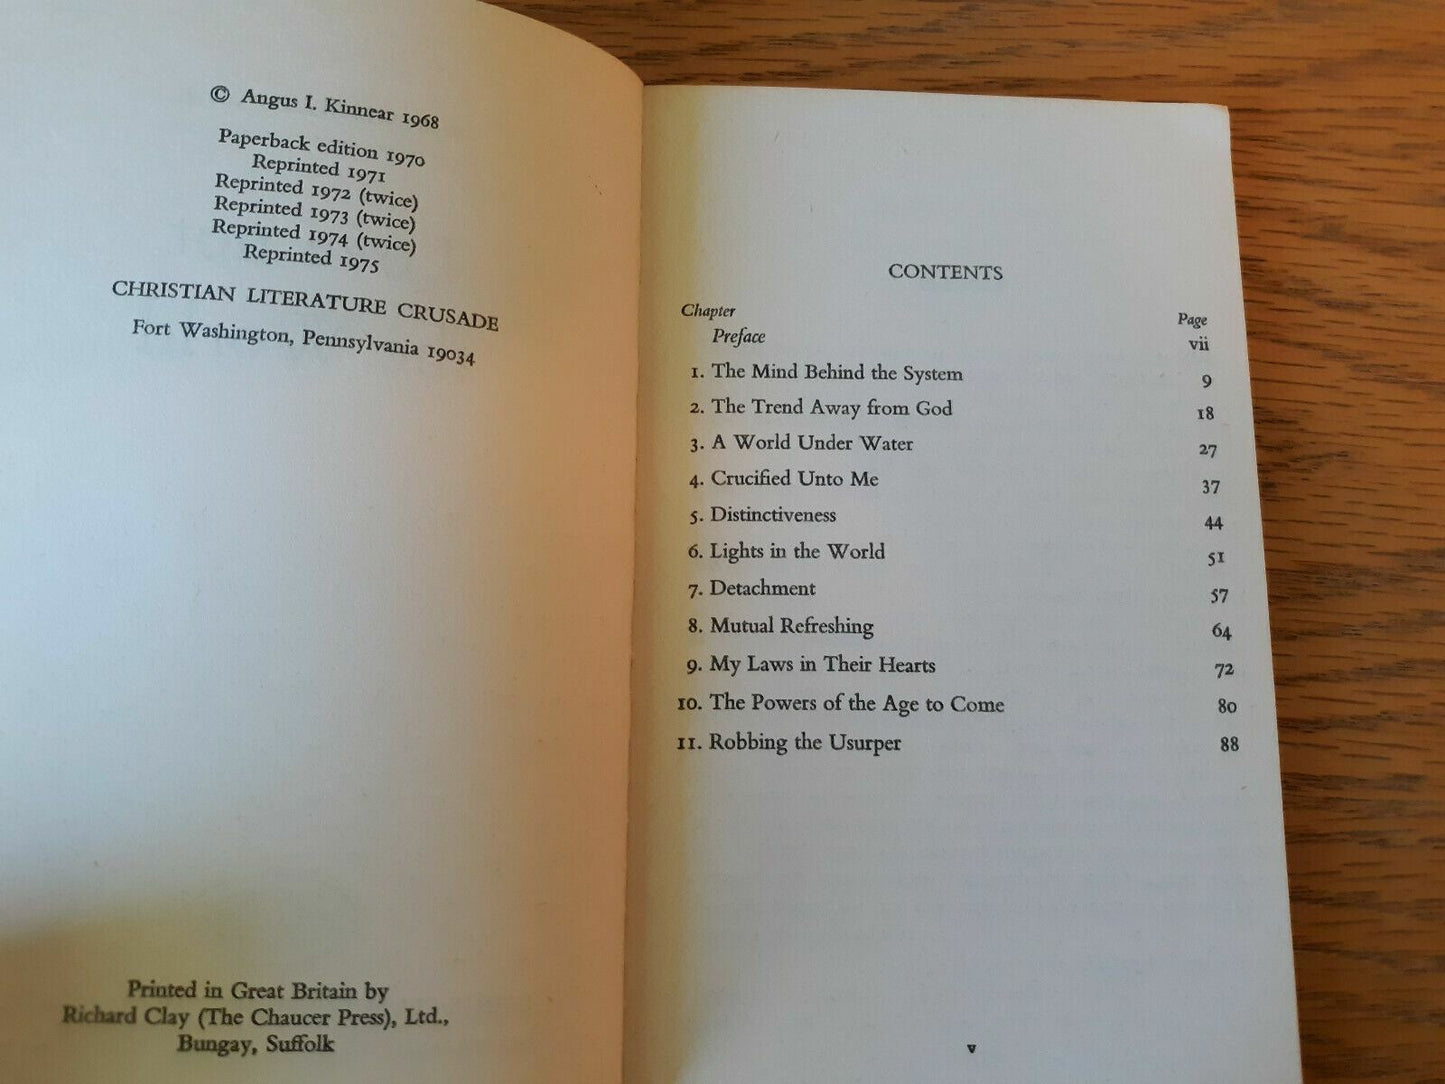 © Angus I. Kinnear 1968
Paperback edition 1970
Reprinted 1971
Reprinted 1972 (twice)
Reprinted 1973 (twice)
Reprinted 1974 (twice)
Reprinted 1975
CHRISTIAN LITERATURE CRUSADE
Fort Washington, Pennsylvania 19034
Printed in Great Britain by
Richard Clay (The Chaucer Press), Ltd.,
Bungay, Suffolk
CONTENTS
Chapter Page
Preface vii
1. The Mind Behind the System 9
2. The Trend Away from God 18
3. A World Under Water 27
4. Crucified Unto Me 37
5. Distinctiveness 44
6. Lights in the World 51
7. Detachment 57
8. Mutual Refreshing 64
9. My Laws in Their Hearts 72
10. The Powers of the Age to Come 80
11. Robbing the Usurper 88
v